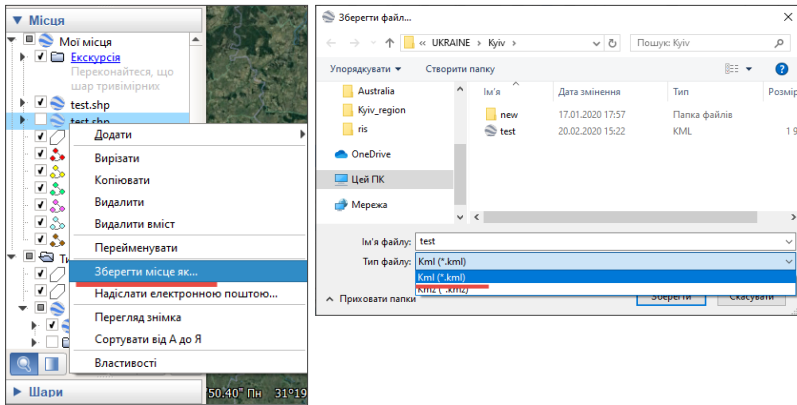 Місця
Мої місця
Екскурсія
Переконайтеся, що
шар тривимірних
test.shp
test.shp
Додати
Вирізати
Копіювати
Видалити
Видалити вміст
Перейменувати
Зберегти місце як...
Надіслати електронною поштою...
Перегляд знімка
Сортувати від А до Я
Властивості
Шари
50.40" Пн 31°19
Зберегти файл...
« UKRAINE › Kyiv ›
Пошук: Kyiv
Упорядкувати
Створити папку
Ім'я
Дата змінення
Тип
Розмір
Australia
Kyiv_region
ris
OneDrive
Цей ПК
Мережа
new 17.01.2020 17:57 Папка файлів
test 20.02.2020 15:22 KML 1 9
Ім'я файлу: test
Тип файлу: Kml (*.kml)
Kml (*.kml)
Kmz (*.kmz)
Приховати папки
Зберегти
Скасувати